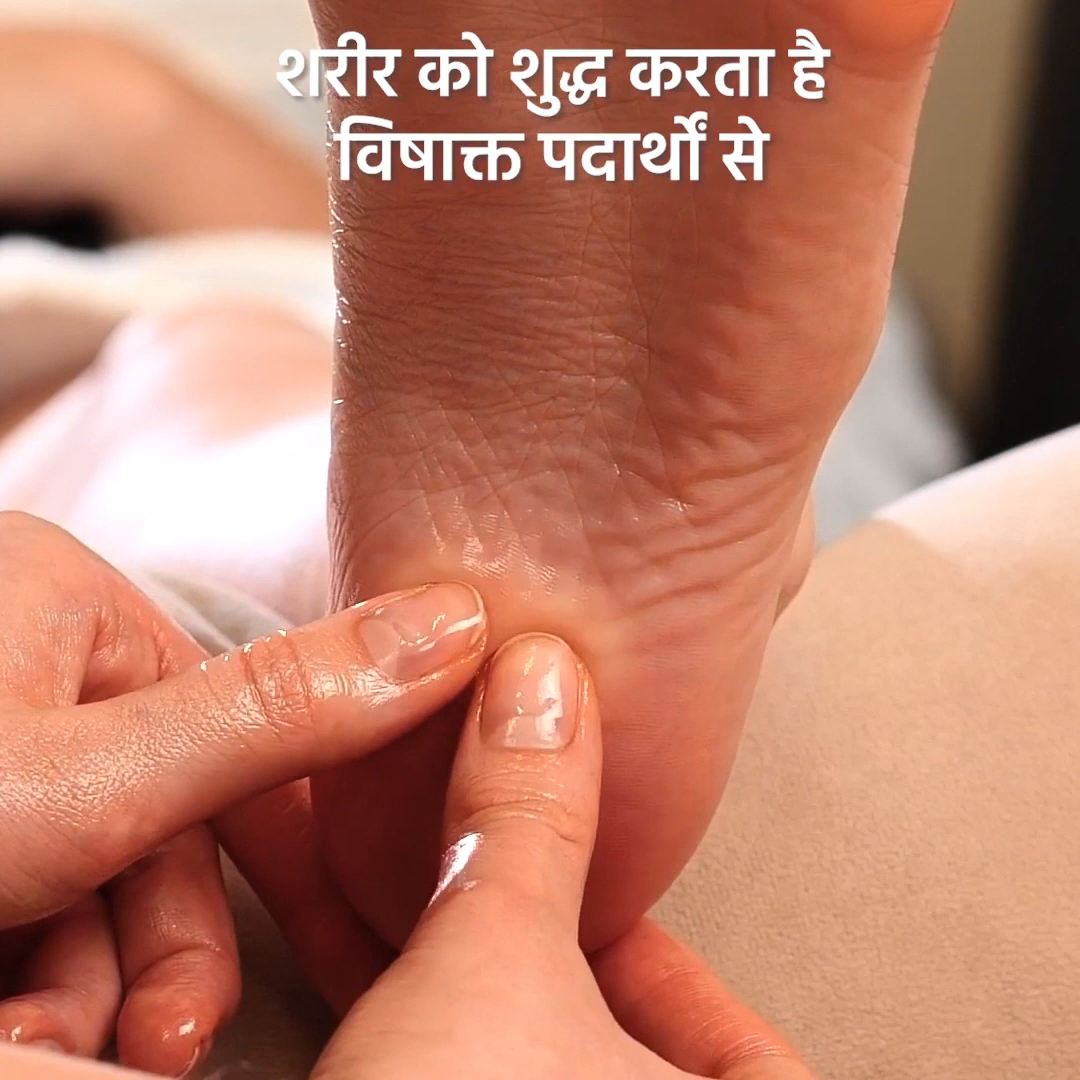 शरीर को शुद्ध करता है
विषाक्त पदार्थों से